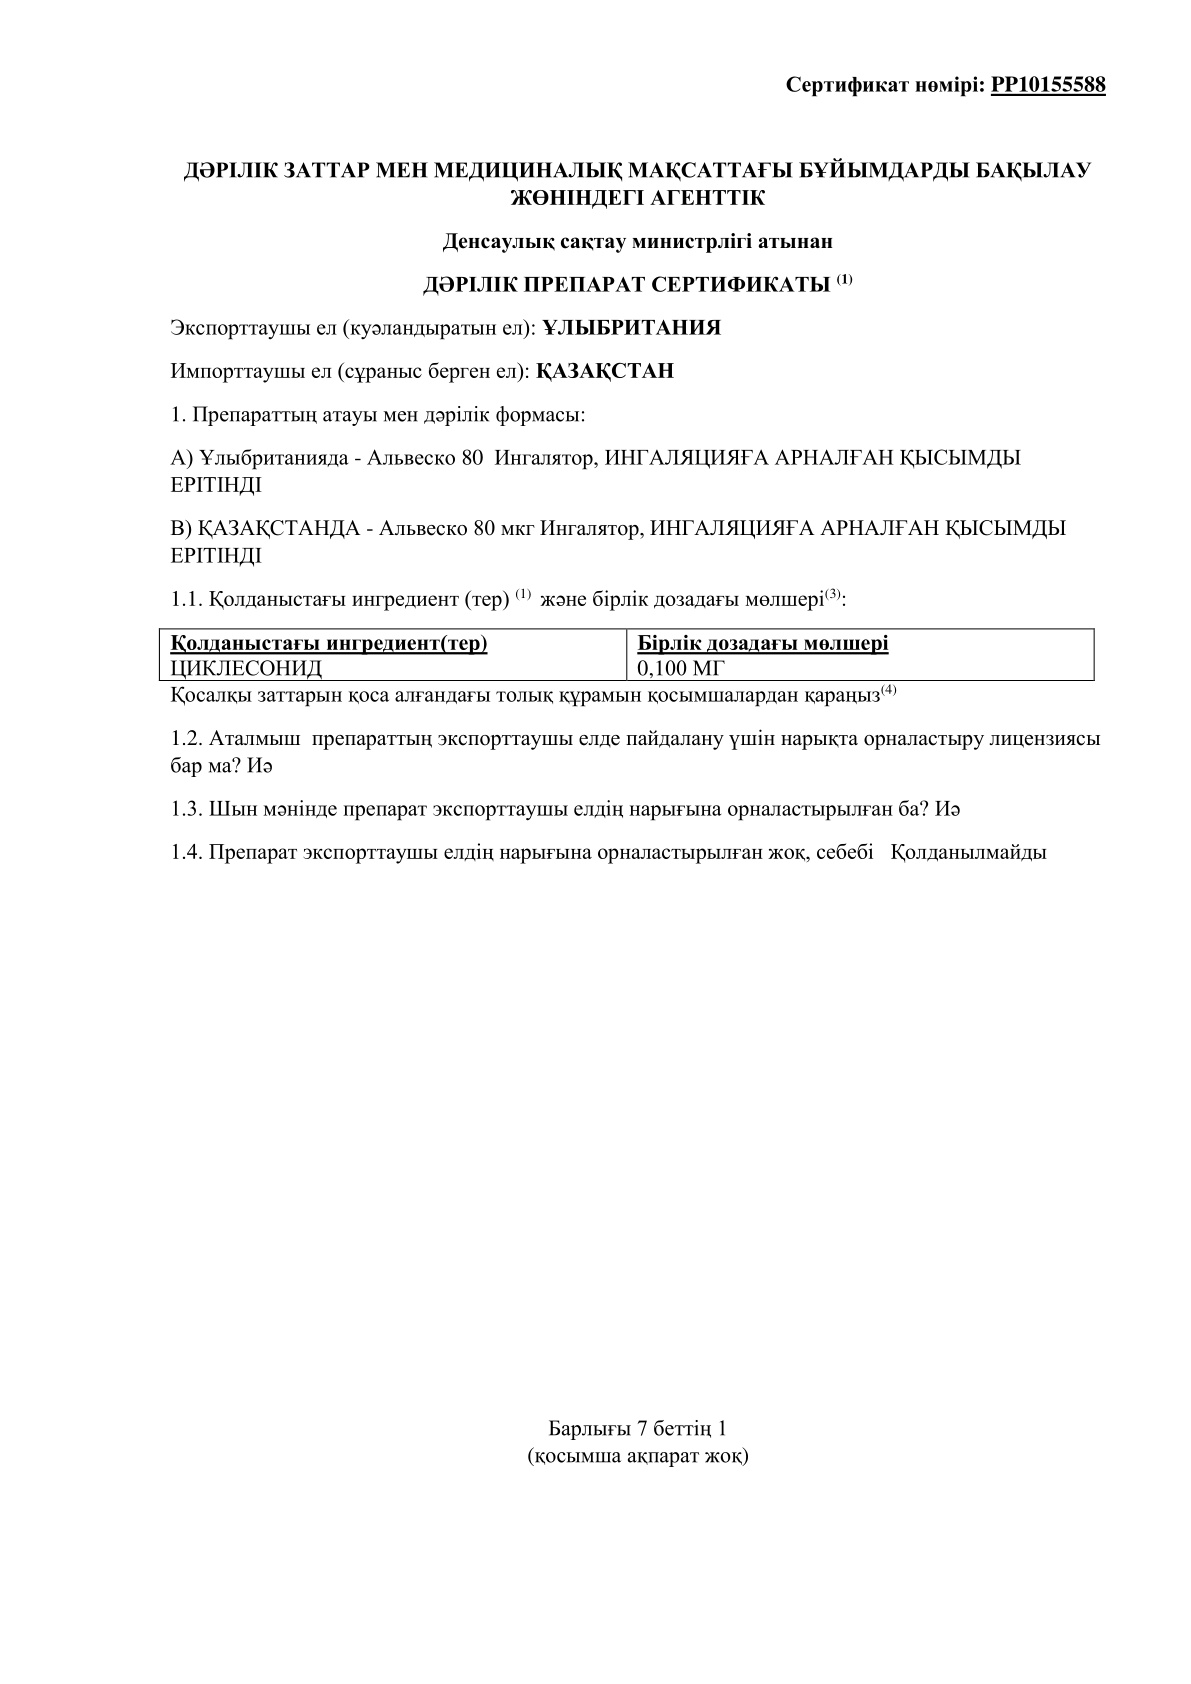 Сертификат нөмірі: PP10155588
ДӘРІЛІК ЗАТТАР МЕН МЕДИЦИНАЛЫҚ МАҚСАТТАҒЫ БҰЙЫМДАРДЫ БАҚЫЛАУ
ЖӨНІНДЕГІ АГЕНТТІК
Денсаулық сақтау министрлігі атынан
ДӘРІЛІК ПРЕПАРАТ СЕРТИФИКАТЫ (1)
Экспорттаушы ел (куәландыратын ел): ҰЛЫБРИТАНИЯ
Импорттаушы ел (сұраныс берген ел): ҚАЗАҚСТАН
1. Препараттың атауы мен дәрілік формасы:
А) Ұлыбританияда - Альвеско 80 Ингалятор, ИНГАЛЯЦИЯҒА АРНАЛҒАН ҚЫСЫМДЫ
ЕРІТІНДІ
В) ҚАЗАҚСТАНДА - Альвеско 80 мкг Ингалятор, ИНГАЛЯЦИЯҒА АРНАЛҒАН ҚЫСЫМДЫ
ЕРІТІНДІ
1.1. Қолданыстағы ингредиент (тер) (1) және бірлік дозадағы мөлшері(3):
Қолданыстағы ингредиент(тер) Бірлік дозадағы мөлшері
ЦИКЛЕСОНИД 0,100 МГ
Қосалқы заттарын қоса алғандағы толық құрамын қосымшалардан қараңыз(4)
1.2. Аталмыш препараттың экспорттаушы елде пайдалану үшін нарықта орналастыру лицензиясы
бар ма? Иә
1.3. Шын мәнінде препарат экспорттаушы елдің нарығына орналастырылған ба? Иә
1.4. Препарат экспорттаушы елдің нарығына орналастырылған жоқ, себебі Қолданылмайды
Барлығы 7 беттің 1
(қосымша ақпарат жоқ)